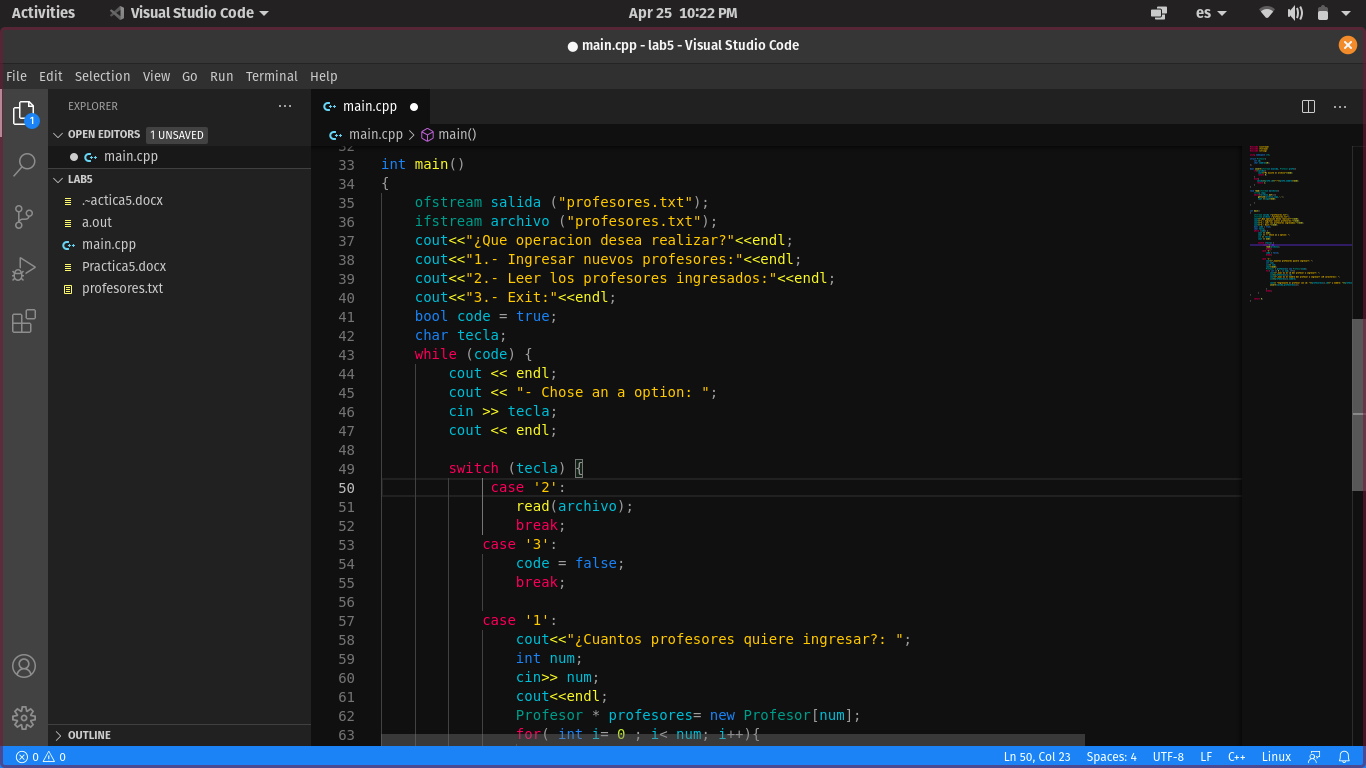 Activities
Visual Studio Code
Apr 25 10:22 PM
es
● main.cpp - lab5 - Visual Studio Code
File Edit Selection View Go Run Terminal Help
EXPLORER
OPEN EDITORS 1 UNSAVED
main.cpp
LAB5
.~actica5.docx
a.out
main.cpp
Practica5.docx
profesores.txt
OUTLINE
1
main.cpp
main.cpp > main()
32
33 int main()
34 {
35 ofstream salida ("profesores.txt");
36 ifstream archivo ("profesores.txt");
37 cout<<"¿Que operacion desea realizar?"<<endl;
38 cout<<"1.- Ingresar nuevos profesores:"<<endl;
39 cout<<"2.- Leer los profesores ingresados:"<<endl;
40 cout<<"3.- Exit:"<<endl;
41 bool code = true;
42 char tecla;
43 while (code) {
44 cout << endl;
45 cout << "- Chose an a option: ";
46 cin >> tecla;
47 cout << endl;
48
49 switch (tecla) {
50 case '2':
51 read(archivo);
52 break;
53 case '3':
54 code = false;
55 break;
56
57 case '1':
58 cout<<"¿Cuantos profesores quiere ingresar?: ";
59 int num;
60 cin>> num;
61 cout<<endl;
62 Profesor * profesores= new Profesor[num];
63 for( int i= 0 ; i< num; i++){
0 0
Ln 50, Col 23 Spaces: 4 UTF-8 LF C++ Linux